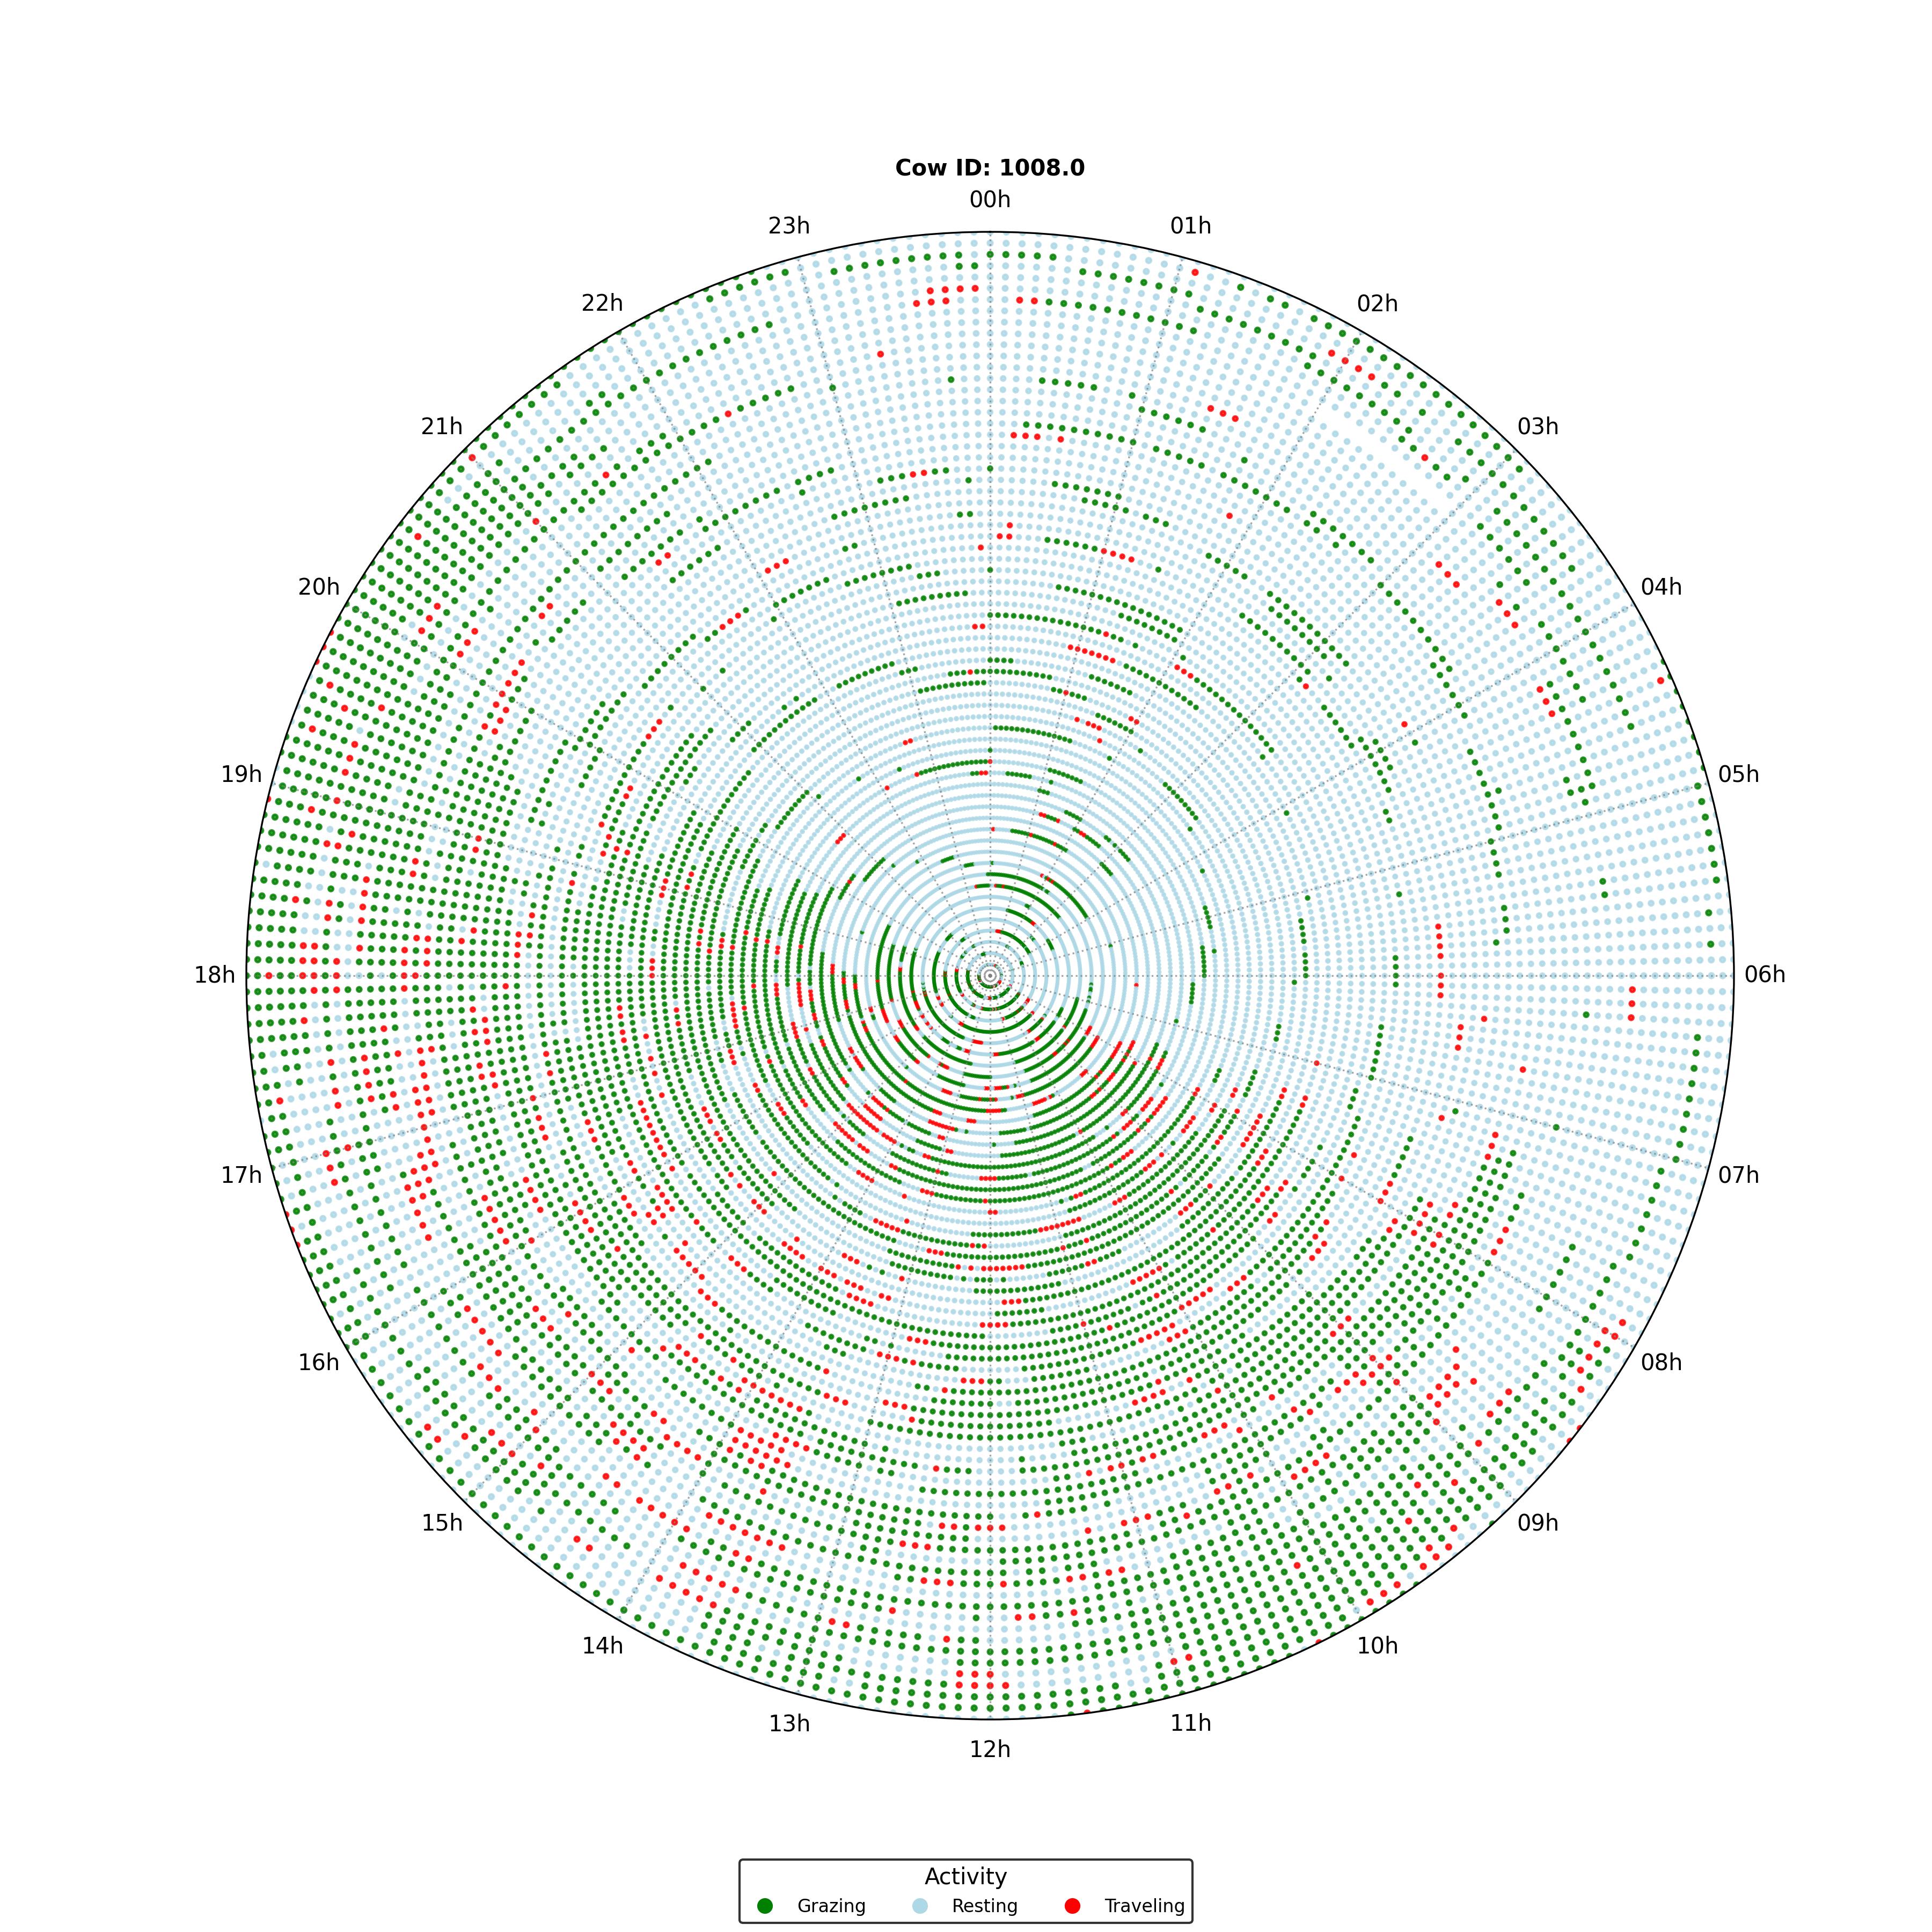 Cow ID: 1008.0
00h
01h
02h
03h
04h
05h
06h
07h
08h
09h
10h
11h
12h
13h
14h
15h
16h
17h
18h
19h
20h
21h
22h
23h
Activity
Grazing Resting Traveling